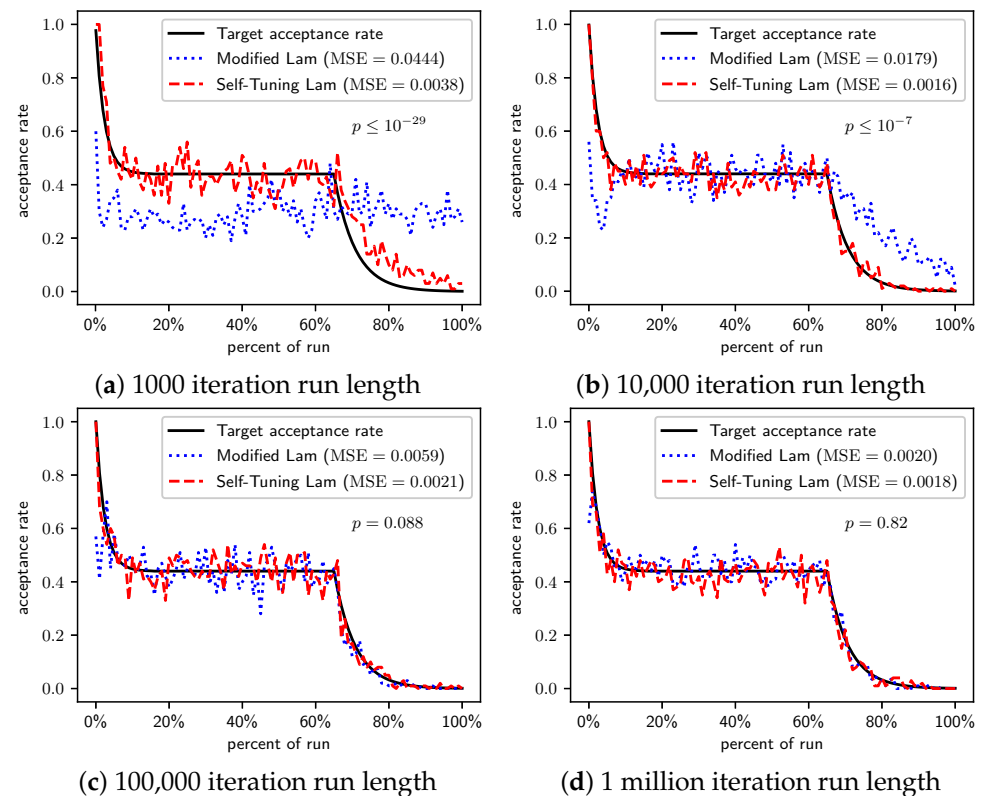 Target acceptance rate
Modified Lam (MSE = 0.0444)
Self-Tuning Lam (MSE = 0.0038)
p ≤ 10⁻²⁹
acceptance rate
1.0
0.8
0.6
0.4
0.2
0.0
0% 20% 40% 60% 80% 100%
percent of run
(a) 1000 iteration run length
Target acceptance rate
Modified Lam (MSE = 0.0179)
Self-Tuning Lam (MSE = 0.0016)
p ≤ 10⁻⁷
acceptance rate
1.0
0.8
0.6
0.4
0.2
0.0
0% 20% 40% 60% 80% 100%
percent of run
(b) 10,000 iteration run length
Target acceptance rate
Modified Lam (MSE = 0.0059)
Self-Tuning Lam (MSE = 0.0021)
p = 0.088
acceptance rate
1.0
0.8
0.6
0.4
0.2
0.0
0% 20% 40% 60% 80% 100%
percent of run
(c) 100,000 iteration run length
Target acceptance rate
Modified Lam (MSE = 0.0020)
Self-Tuning Lam (MSE = 0.0018)
p = 0.82
acceptance rate
1.0
0.8
0.6
0.4
0.2
0.0
0% 20% 40% 60% 80% 100%
percent of run
(d) 1 million iteration run length